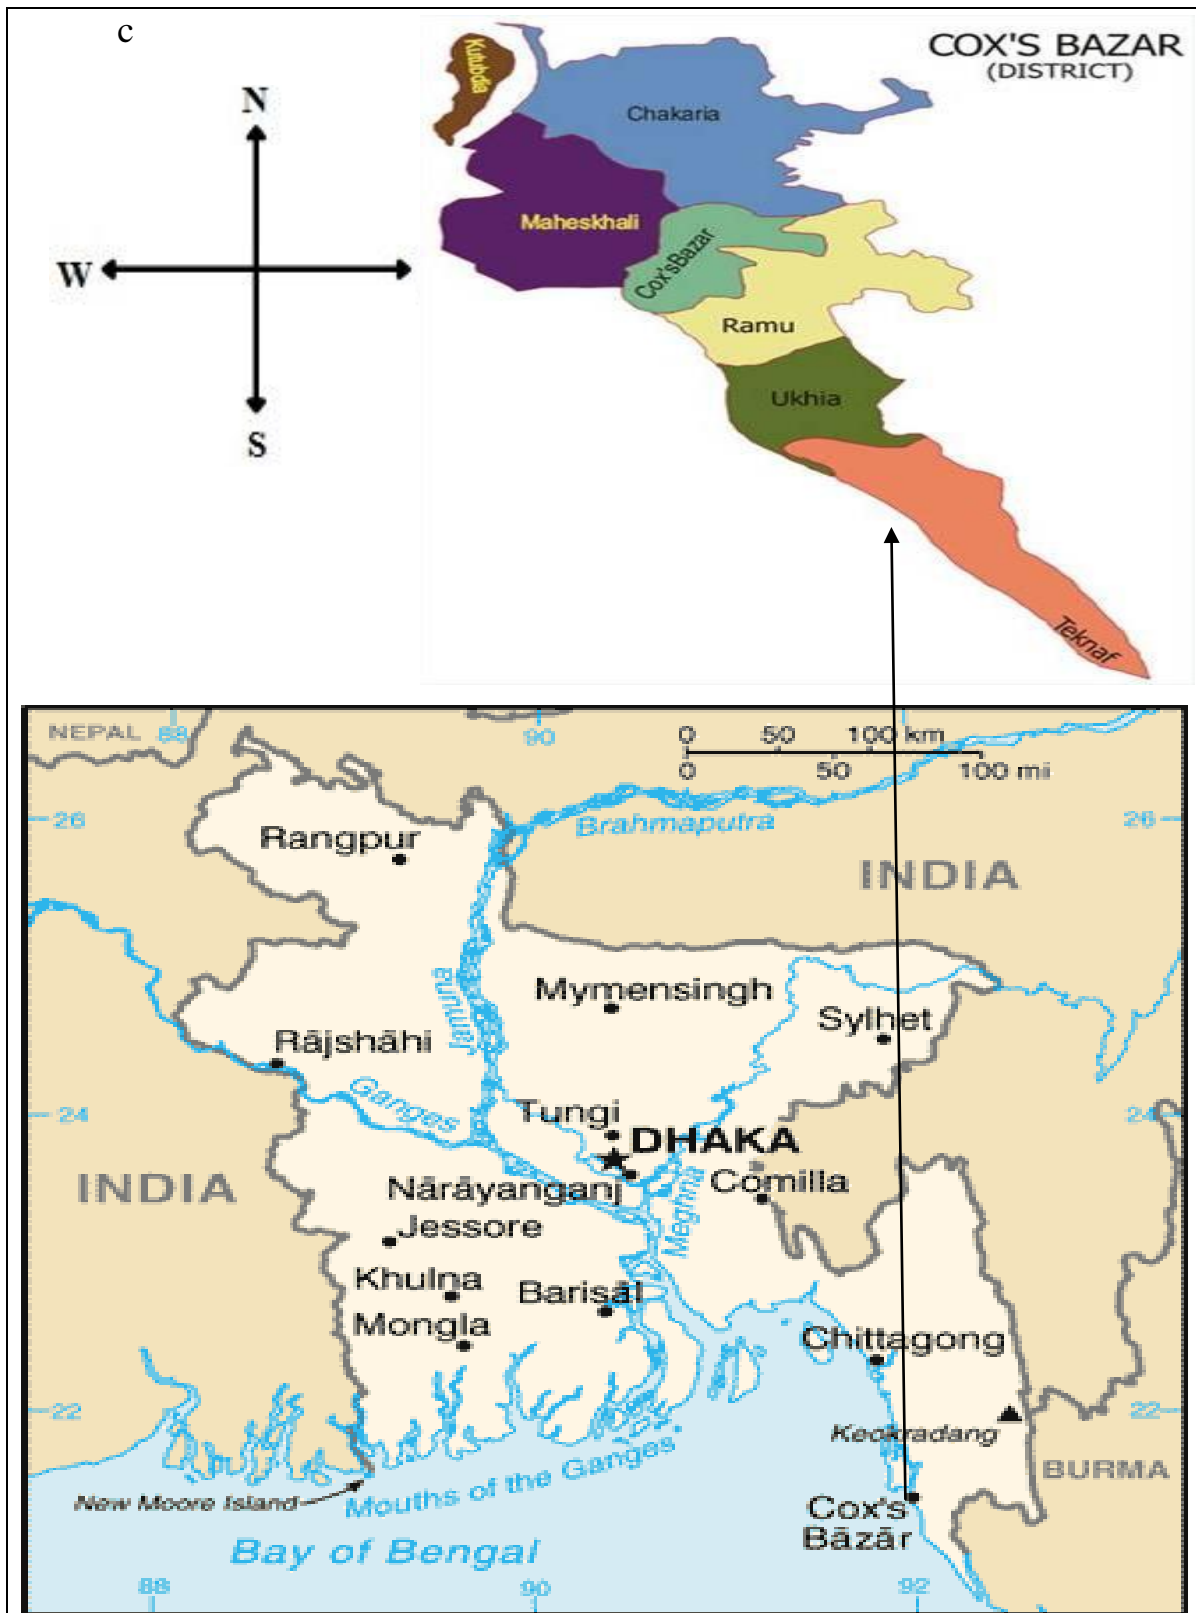 c
COX'S BAZAR
(DISTRICT)
Kutubdia
N
Chakaria
Maheskhali
W
Cox'sBazar
Ramu
Ukhia
S
Teknaf
NEPAL 88
90
0 50 100 km
0 50 100 mi
26
Brahmaputra
26
Rangpur
INDIA
Jamuna
Mymensingh
Sylhet
Rājshāhi
Ganges
Tungi
24
24
DHAKA
INDIA
Nārāyanganj
Meghna
Comilla
Jessore
Khulna
Barisāl
Mongla
Chittagong
22
22
Keokradang
BURMA
New Moore Island
Mouths of the Ganges
Cox's
Bāzār
Bay of Bengal
88
90
92